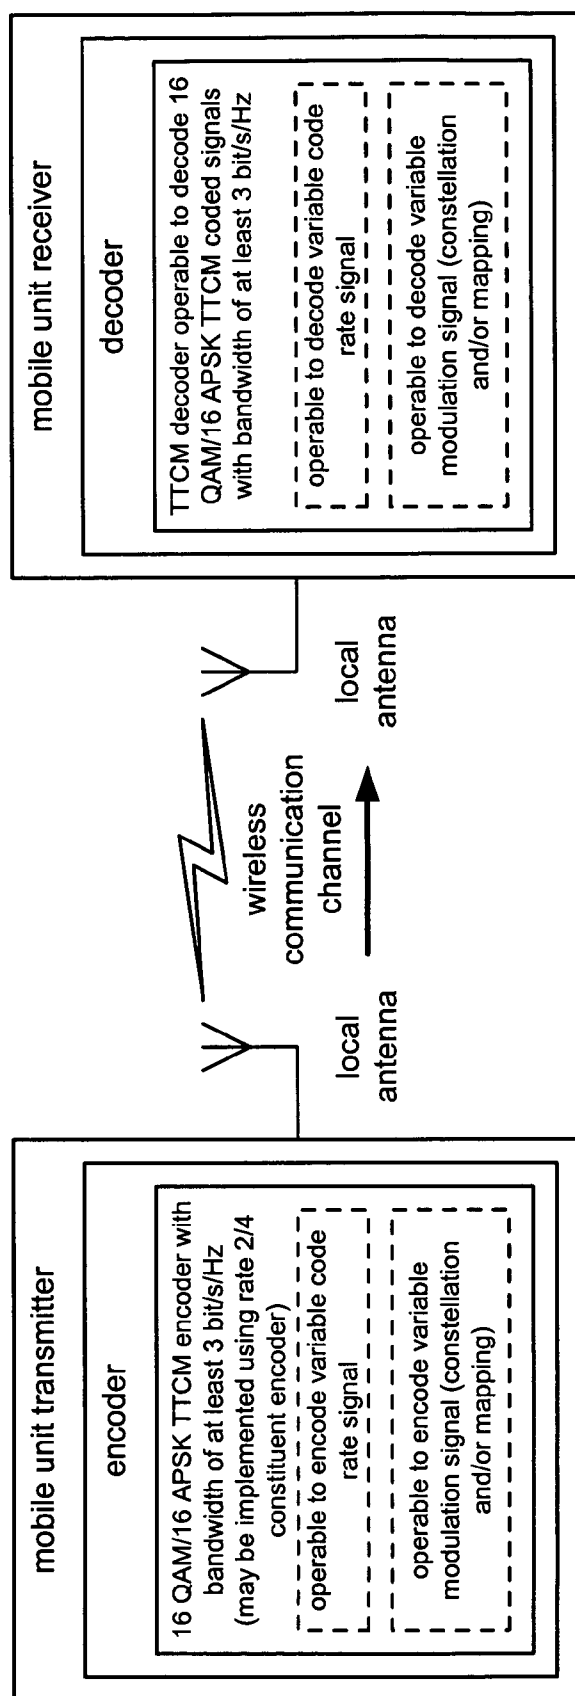 mobile unit transmitter
encoder
16 QAM/16 APSK TTCM encoder with
bandwidth of at least 3 bit/s/Hz
(may be implemented using rate 2/4
constituent encoder)
operable to encode variable code
rate signal
operable to encode variable
modulation signal (constellation
and/or mapping)
local
antenna
wireless
communication
channel
local
antenna
mobile unit receiver
decoder
TTCM decoder operable to decode 16
QAM/16 APSK TTCM coded signals
with bandwidth of at least 3 bit/s/Hz
operable to decode variable code
rate signal
operable to decode variable
modulation signal (constellation
and/or mapping)